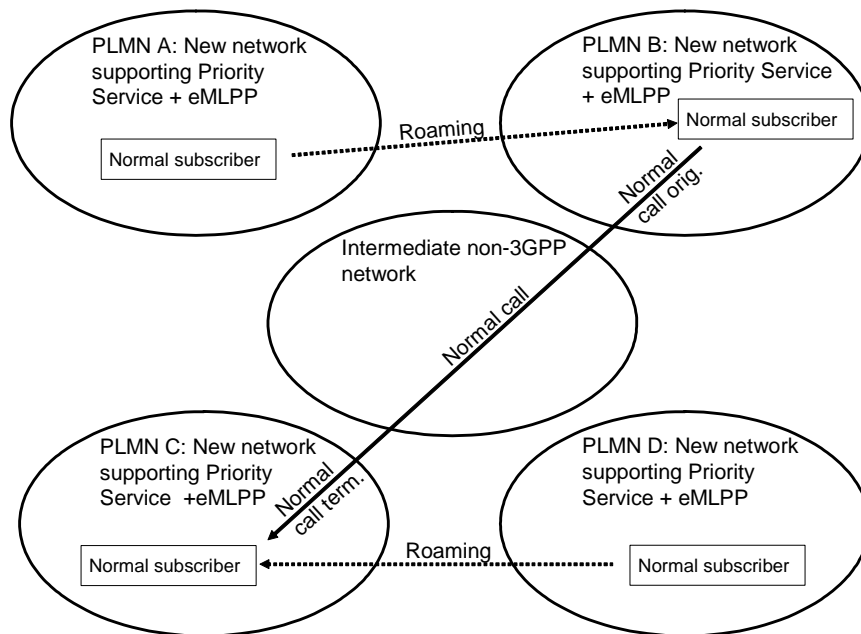 PLMN A: New network
supporting Priority
Service + eMLPP
Normal subscriber
PLMN B: New network
supporting Priority Service
+ eMLPP
Normal subscriber
Roaming
Normal
call orig.
Intermediate non-3GPP
network
Normal call
PLMN C: New network
supporting Priority
Service +eMLPP)
Normal
call term.
Normal subscriber
PLMN D: New network
supporting Priority
Service + eMLPP)
Roaming
Normal subscriber